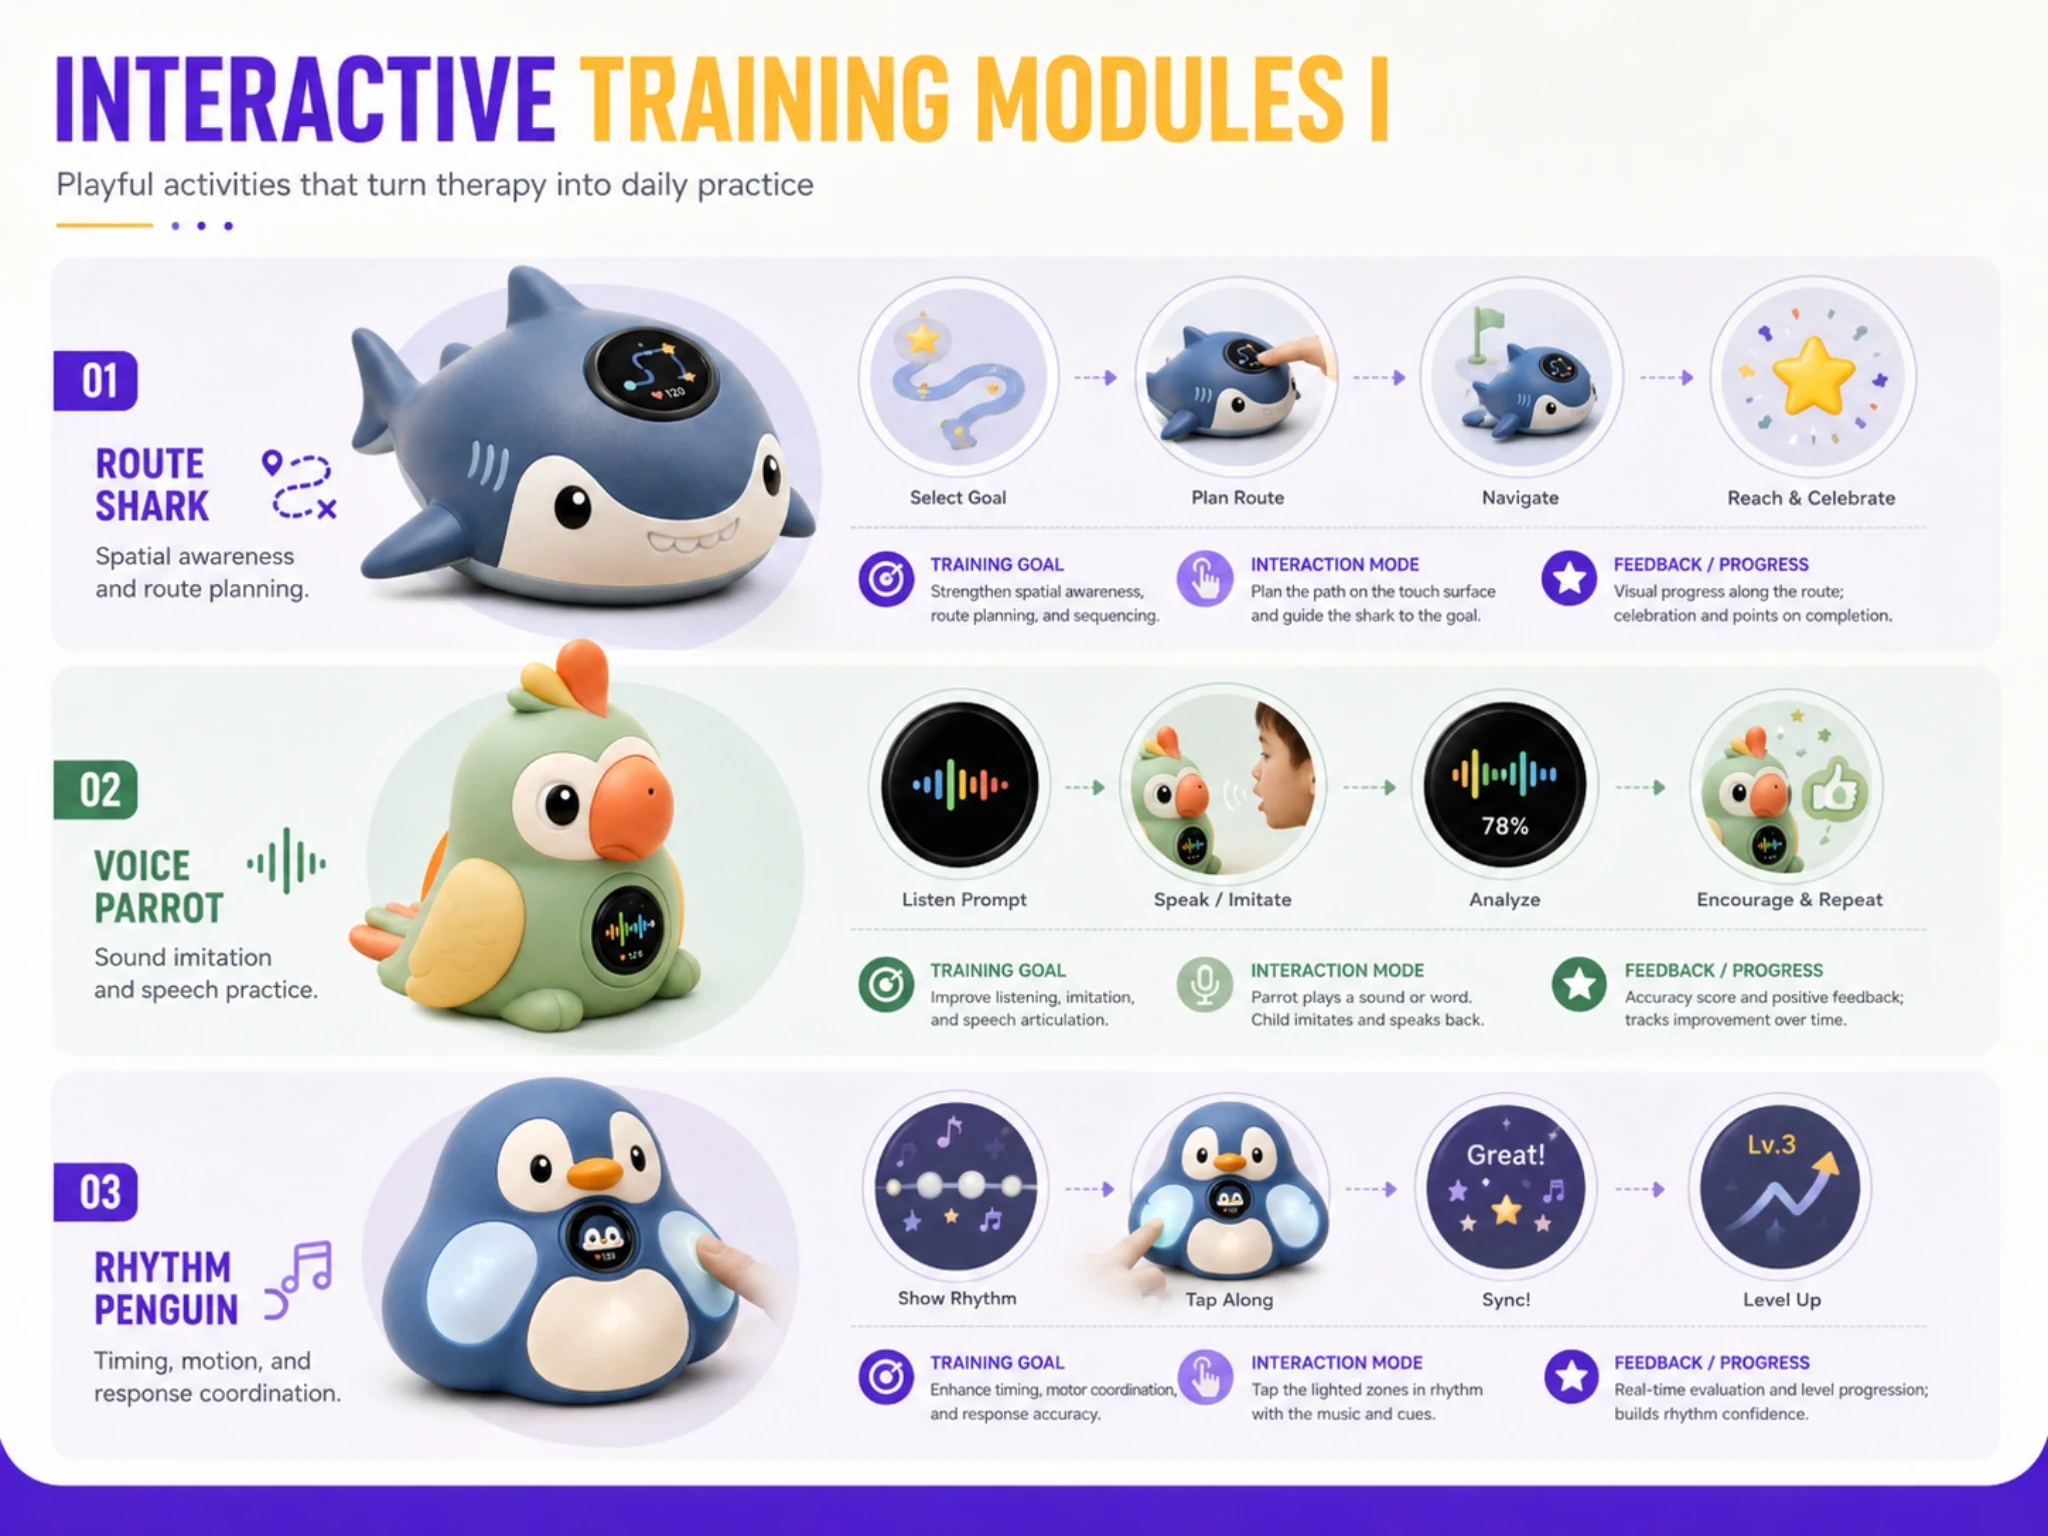 INTERACTIVE TRAINING MODULES I
Playful activities that turn therapy into daily practice
01
ROUTE
SHARK
Spatial awareness
and route planning.
120
Select Goal
Plan Route
Navigate
Reach & Celebrate
TRAINING GOAL
Strengthen spatial awareness,
route planning, and sequencing.
INTERACTION MODE
Plan the path on the touch surface
and guide the shark to the goal.
FEEDBACK / PROGRESS
Visual progress along the route;
celebration and points on completion.
02
VOICE
PARROT
Sound imitation
and speech practice.
78%
Listen Prompt
Speak / Imitate
Analyze
Encourage & Repeat
TRAINING GOAL
Improve listening, imitation,
and speech articulation.
INTERACTION MODE
Parrot plays a sound or word.
Child imitates and speaks back.
FEEDBACK / PROGRESS
Accuracy score and positive feedback;
tracks improvement over time.
03
RHYTHM
PENGUIN
Timing, motion, and
response coordination.
Great!
Lv.3
Show Rhythm
Tap Along
Sync!
Level Up
TRAINING GOAL
Enhance timing, motor coordination,
and response accuracy.
INTERACTION MODE
Tap the lighted zones in rhythm
with the music and cues.
FEEDBACK / PROGRESS
Real-time evaluation and level progression;
builds rhythm confidence.